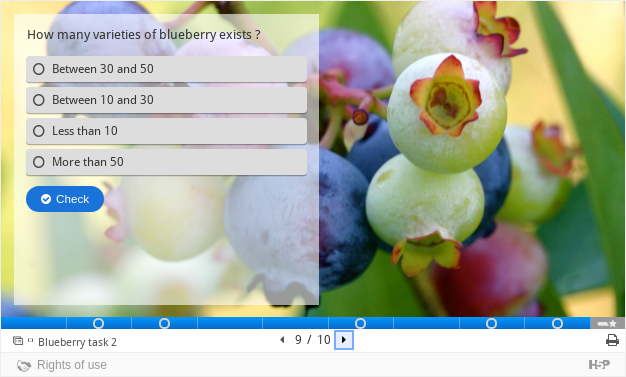 How many varieties of blueberry exists ?
Between 30 and 50
Between 10 and 30
Less than 10
More than 50
Check
Blueberry task 2
9 / 10
Rights of use
H5P